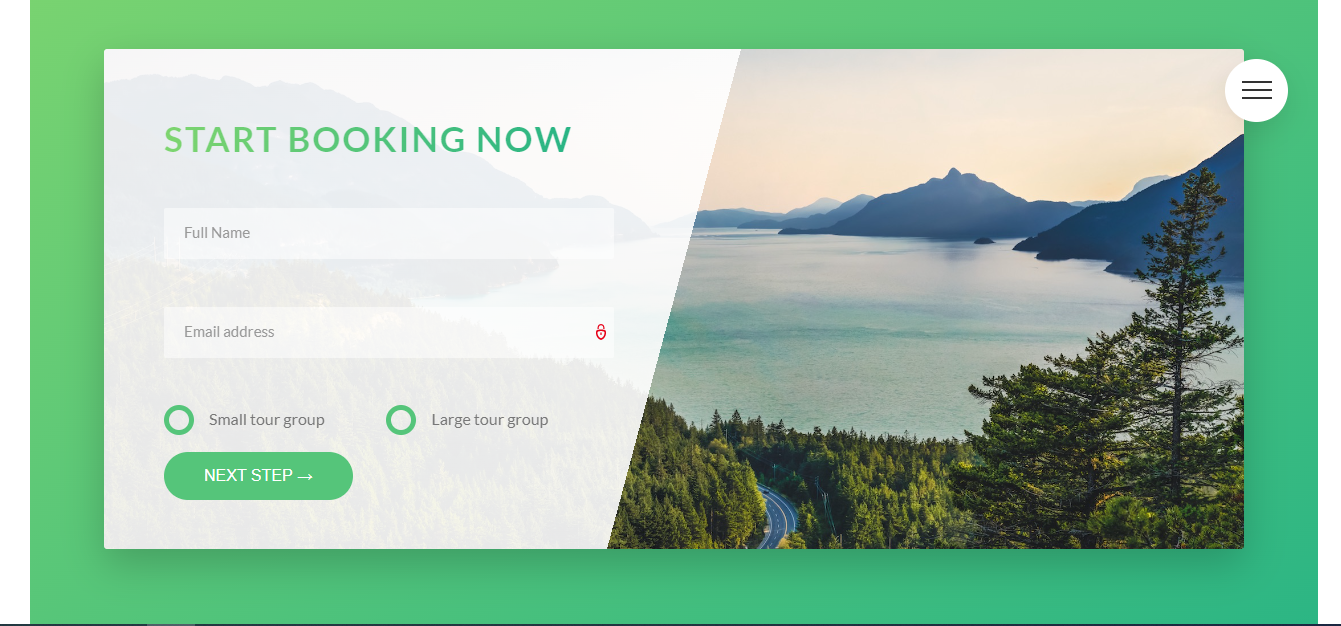 START BOOKING NOW
Full Name
Email address
Small tour group Large tour group
NEXT STEP →